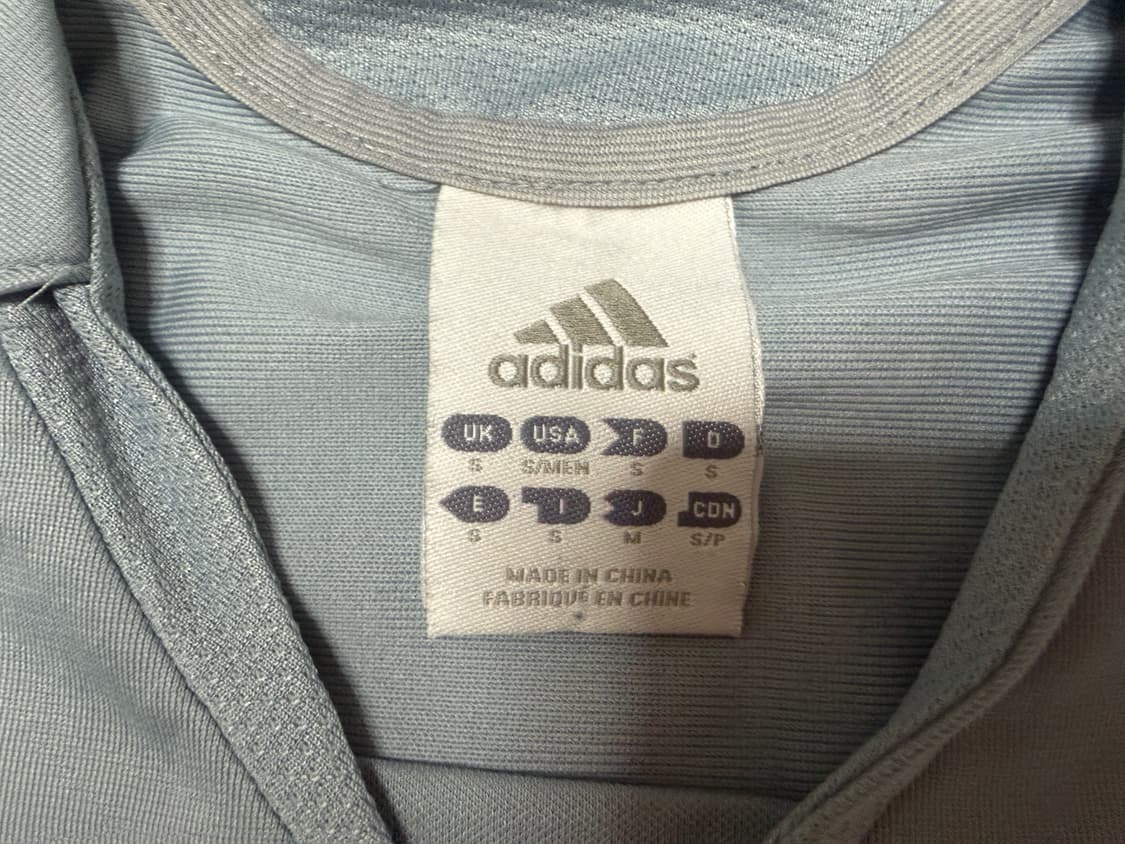 adidas
UK USA F D
S S/MEN S S
E I J CDN
S S M S/P
MADE IN CHINA
FABRIQUÉ EN CHINE